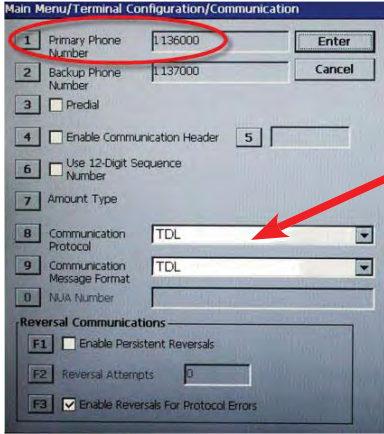 Main Menu/Terminal Configuration/Communication
1 Primary Phone Number 1136000 Enter
2 Backup Phone Number 1137000 Cancel
3 Predial
4 Enable Communication Header 5
6 Use 12-Digit Sequence Number
7 Amount Type
8 Communication Protocol TDL
9 Communication Message Format TDL
0 NUA Number
Reversal Communications
F1 Enable Persistent Reversals
F2 Reversal Attempts 0
F3 Enable Reversals For Protocol Errors